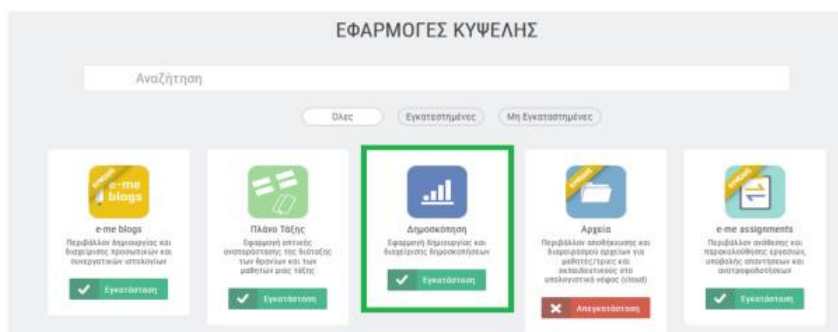 ΕΦΑΡΜΟΓΕΣ ΚΥΨΕΛΗΣ
Αναζήτηση
Όλες
Εγκατεστημένες
Μη Εγκαταστημένες
e-me
blogs
e-me blogs
Περιβάλλον δημιουργίας και
διαχείρισης προσωπικών και
συνεργατικών ιστολογίων
Εγκατάσταση
Πλάνο Τάξης
Εφαρμογή οπτικής
αναπαράστασης της διάταξης
των θρανίων και των
μαθητών μιας τάξης
Εγκατάσταση
Δημοσκόπηση
Εφαρμογή δημιουργίας και
διαχείρισης δημοσκοπήσεων
Εγκατάσταση
Αρχεία
Περιβάλλον αποθήκευσης και
διαμοιρασμού αρχείων για
μαθητές/τριες και
εκπαιδευτικούς στο
υπολογιστικό νέφος (cloud)
Απεγκατάσταση
e-me assignments
Περιβάλλον ανάθεσης και
παρακολούθησης εργασιών,
υποβολής απαντήσεων και
ανατροφοδοτήσεων
Εγκατάσταση